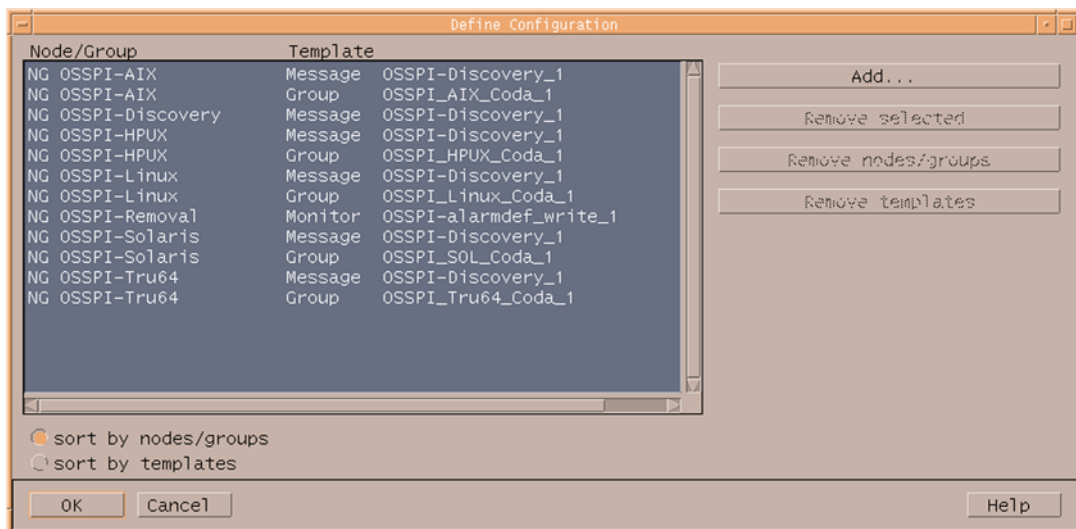 Define Configuration
Node/Group Template
NG OSSPI-AIX Message OSSPI-Discovery_1
NG OSSPI-AIX Group OSSPI_AIX_Coda_1
NG OSSPI-Discovery Message OSSPI-Discovery_1
NG OSSPI-HPUX Message OSSPI-Discovery_1
NG OSSPI-HPUX Group OSSPI_HPUX_Coda_1
NG OSSPI-Linux Message OSSPI-Discovery_1
NG OSSPI-Linux Group OSSPI_Linux_Coda_1
NG OSSPI-Removal Monitor OSSPI-alarmdef_write_1
NG OSSPI-Solaris Message OSSPI-Discovery_1
NG OSSPI-Solaris Group OSSPI_SOL_Coda_1
NG OSSPI-Tru64 Message OSSPI-Discovery_1
NG OSSPI-Tru64 Group OSSPI_Tru64_Coda_1
Add...
Remove selected
Remove nodes/groups
Remove templates
sort by nodes/groups
sort by templates
OK Cancel Help